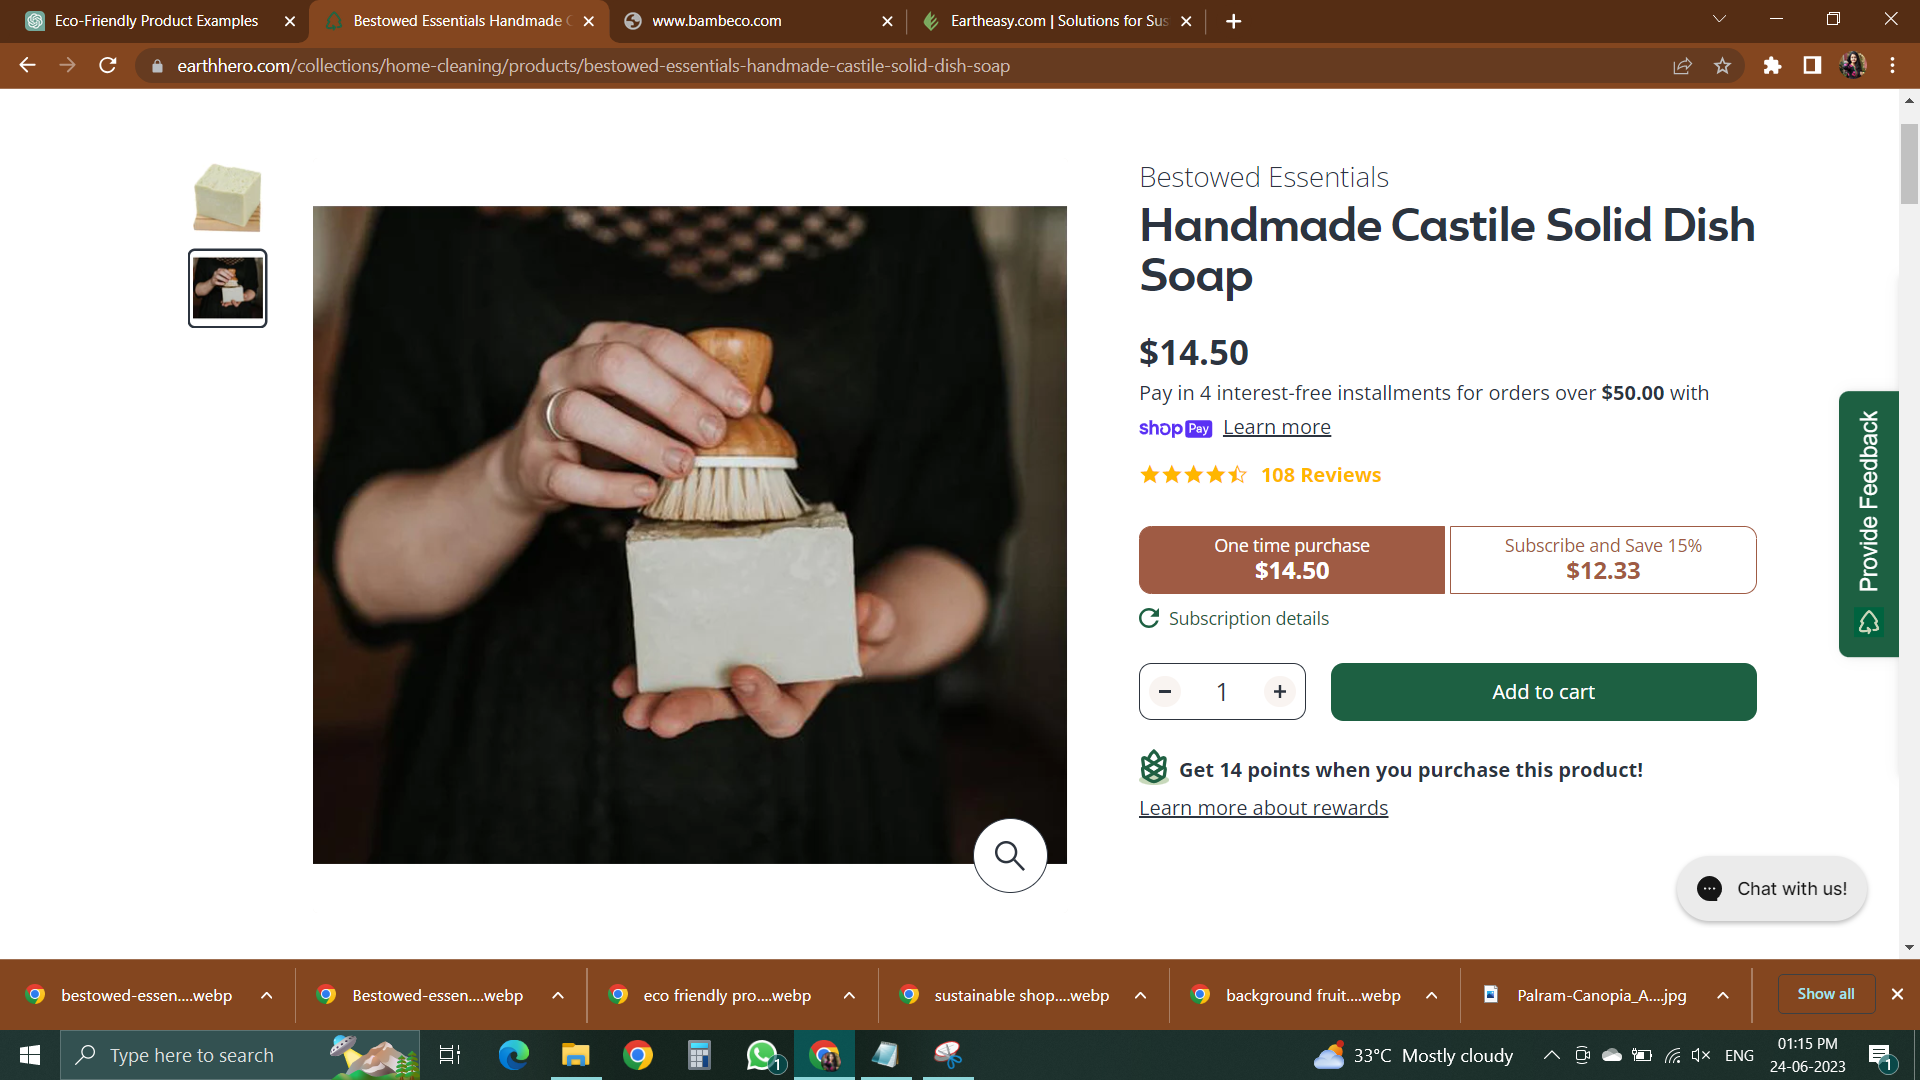 Eco-Friendly Product Examples
Bestowed Essentials Handmade
www.bambeco.com
Eartheasy.com | Solutions for Sus
earthhero.com/collections/home-cleaning/products/bestowed-essentials-handmade-castile-solid-dish-soap
Bestowed Essentials
Handmade Castile Solid Dish
Soap
$14.50
Pay in 4 interest-free installments for orders over $50.00 with
shop Pay Learn more
108 Reviews
One time purchase
$14.50
Subscribe and Save 15%
$12.33
Subscription details
− 1 +
Add to cart
Get 14 points when you purchase this product!
Learn more about rewards
Provide Feedback
Chat with us!
bestowed-essen....webp
Bestowed-essen....webp
eco friendly pro....webp
sustainable shop....webp
background fruit....webp
Palram-Canopia_A....jpg
Show all
Type here to search
1
33°C Mostly cloudy
ENG
01:15 PM
24-06-2023
1